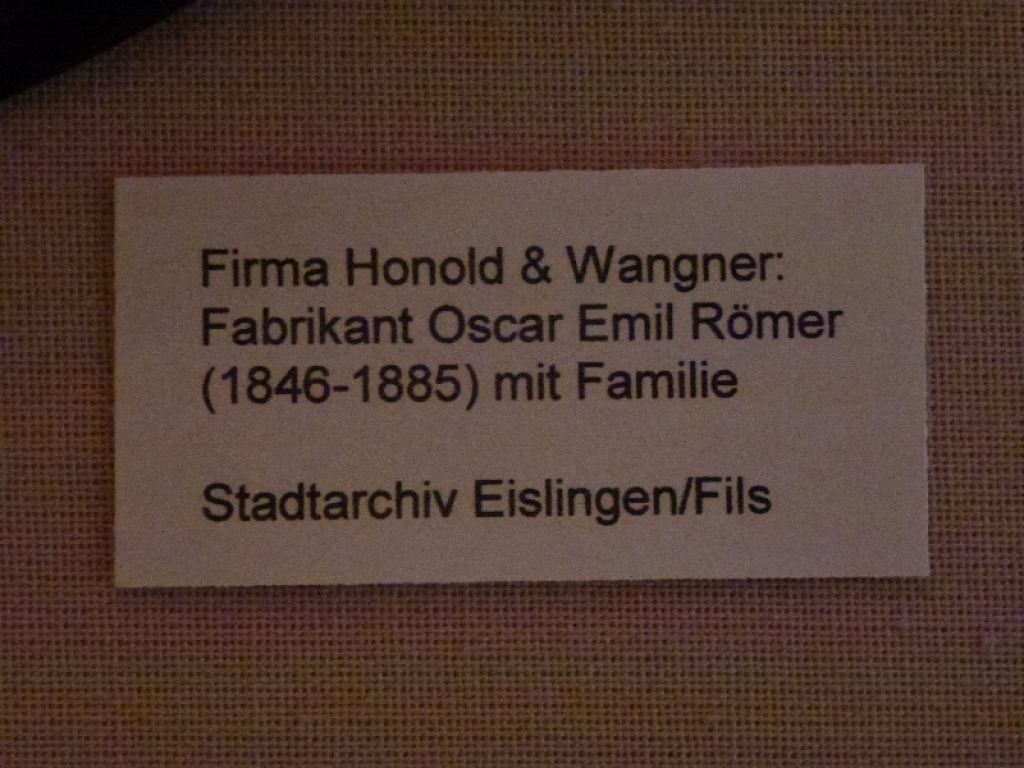 Firma Honold & Wangner:
Fabrikant Oscar Emil Römer
(1846-1885) mit Familie
Stadtarchiv Eislingen/Fils